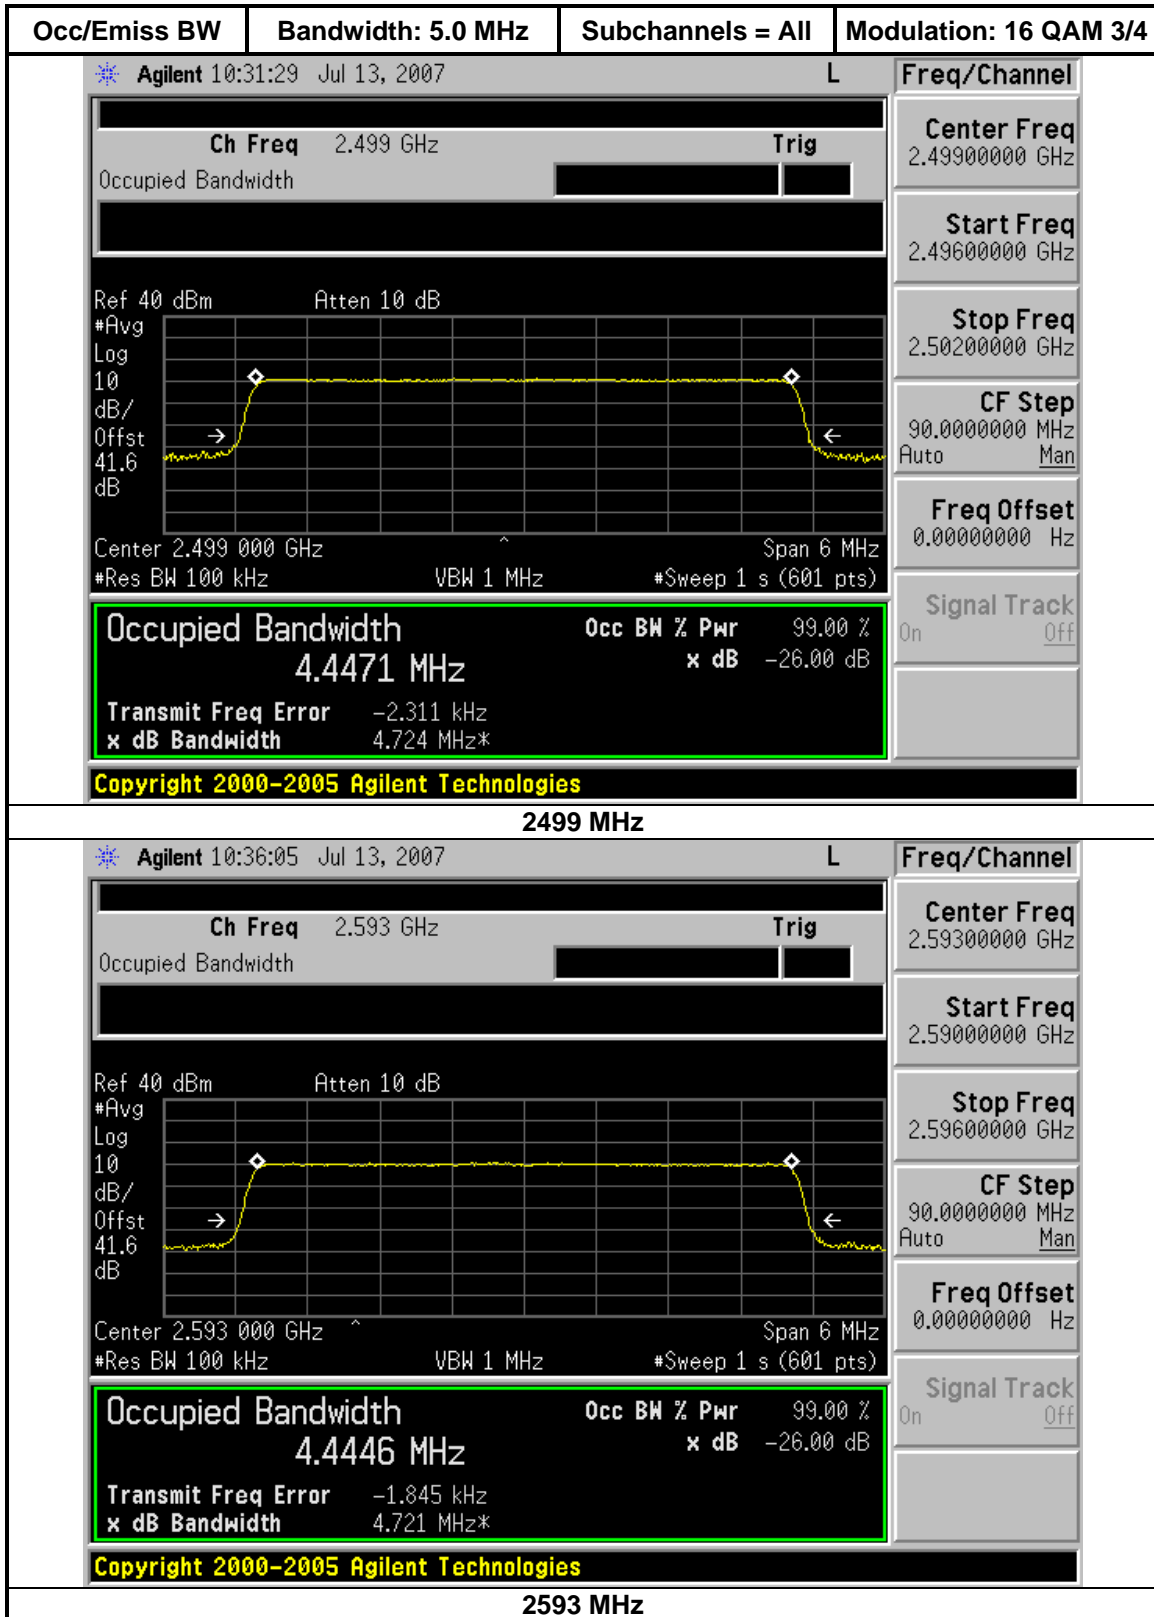 Occ/Emiss BW Bandwidth: 5.0 MHz Subchannels = All Modulation: 16 QAM 3/4
Agilent 10:31:29 Jul 13, 2007 L Freq/Channel
Ch Freq 2.499 GHz Trig
Occupied Bandwidth
Center Freq
2.49900000 GHz
Start Freq
2.49600000 GHz
Stop Freq
2.50200000 GHz
CF Step
90.0000000 MHz
Auto Man
Freq Offset
0.00000000 Hz
Signal Track
On Off
Ref 40 dBm Atten 10 dB
#Avg
Log
10
dB/
Offst
41.6
dB
Center 2.499 000 GHz Span 6 MHz
#Res BW 100 kHz VBW 1 MHz #Sweep 1 s (601 pts)
Occupied Bandwidth Occ BW % Pwr 99.00 %
4.4471 MHz x dB -26.00 dB
Transmit Freq Error -2.311 kHz
x dB Bandwidth 4.724 MHz*
Copyright 2000-2005 Agilent Technologies
2499 MHz
Agilent 10:36:05 Jul 13, 2007 L Freq/Channel
Ch Freq 2.593 GHz Trig
Occupied Bandwidth
Center Freq
2.59300000 GHz
Start Freq
2.59000000 GHz
Stop Freq
2.59600000 GHz
CF Step
90.0000000 MHz
Auto Man
Freq Offset
0.00000000 Hz
Signal Track
On Off
Ref 40 dBm Atten 10 dB
#Avg
Log
10
dB/
Offst
41.6
dB
Center 2.593 000 GHz Span 6 MHz
#Res BW 100 kHz VBW 1 MHz #Sweep 1 s (601 pts)
Occupied Bandwidth Occ BW % Pwr 99.00 %
4.4446 MHz x dB -26.00 dB
Transmit Freq Error -1.845 kHz
x dB Bandwidth 4.721 MHz*
Copyright 2000-2005 Agilent Technologies
2593 MHz